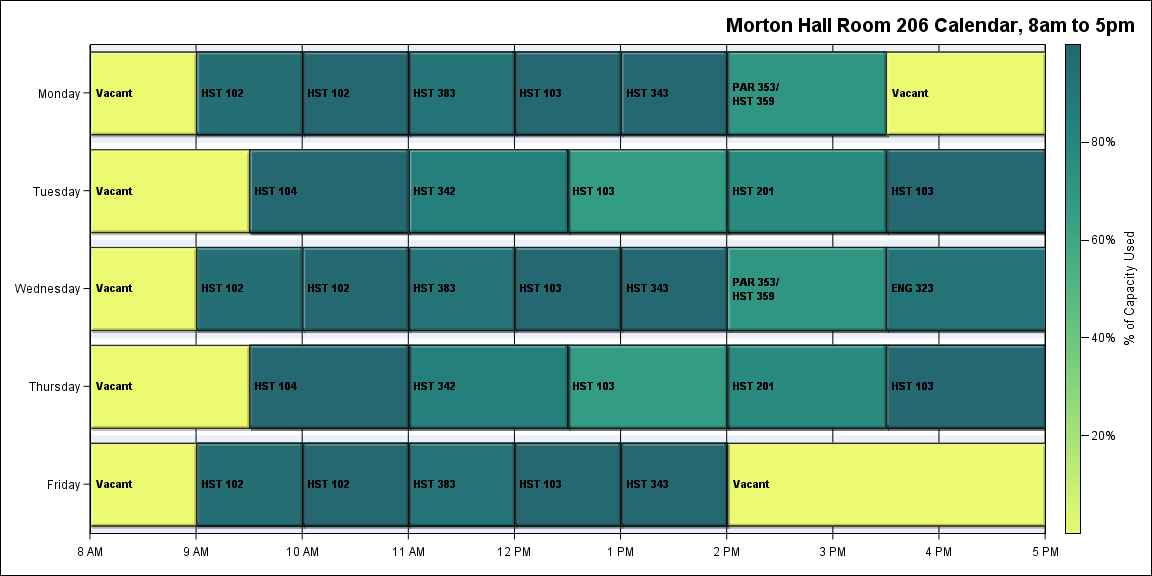 Morton Hall Room 206 Calendar, 8am to 5pm
Monday
Vacant
HST 102
HST 102
HST 383
HST 103
HST 343
PAR 353/
HST 359
Vacant
Tuesday
Vacant
HST 104
HST 342
HST 103
HST 201
HST 103
Wednesday
Vacant
HST 102
HST 102
HST 383
HST 103
HST 343
PAR 353/
HST 359
ENG 323
Thursday
Vacant
HST 104
HST 342
HST 103
HST 201
HST 103
Friday
Vacant
HST 102
HST 102
HST 383
HST 103
HST 343
Vacant
8 AM
9 AM
10 AM
11 AM
12 PM
1 PM
2 PM
3 PM
4 PM
5 PM
80%
60%
40%
20%
% of Capacity Used